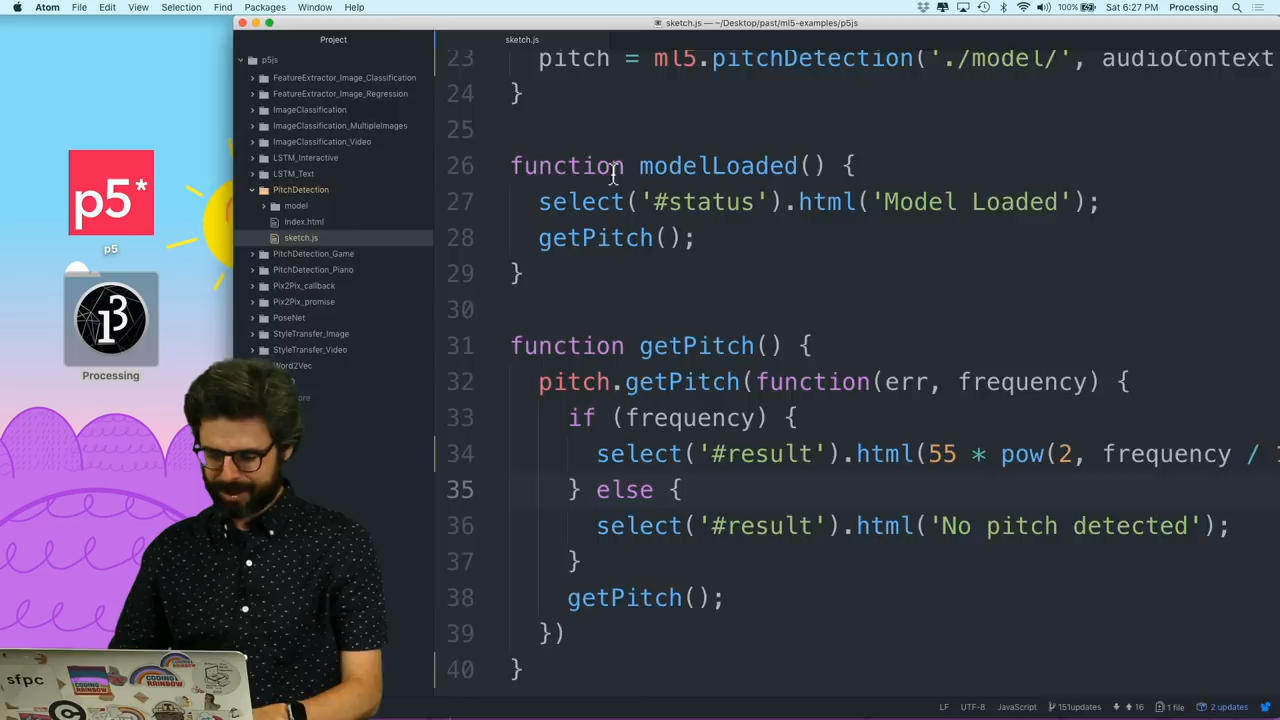 Atom File Edit View Selection Find Packages Window Help
100% Sat 6:27 PM Processing
sketch.js — ~/Desktop/past/ml5-examples/p5js
Project
sketch.js
p5js
FeatureExtractor_Image_Classification
FeatureExtractor_Image_Regression
ImageClassification
ImageClassification_MultipleImages
ImageClassification_Video
LSTM_Interactive
LSTM_Text
PitchDetection
model
index.html
sketch.js
PitchDetection_Game
PitchDetection_Piano
Pix2Pix_callback
Pix2Pix_promise
PoseNet
StyleTransfer_Image
StyleTransfer_Video
Word2Vec
p5*
p5
Processing
23 pitch = ml5.pitchDetection('./model/', audioContext
24 }
25
26 function modelLoaded() {
27 select('#status').html('Model Loaded');
28 getPitch();
29 }
30
31 function getPitch() {
32 pitch.getPitch(function(err, frequency) {
33 if (frequency) {
34 select('#result').html(55 * pow(2, frequency /
35 } else {
36 select('#result').html('No pitch detected');
37 }
38 getPitch();
39 })
40 }
sfpc
CODING RAINBOW
LF UTF-8 JavaScript 151updates 16 1 file 2 updates